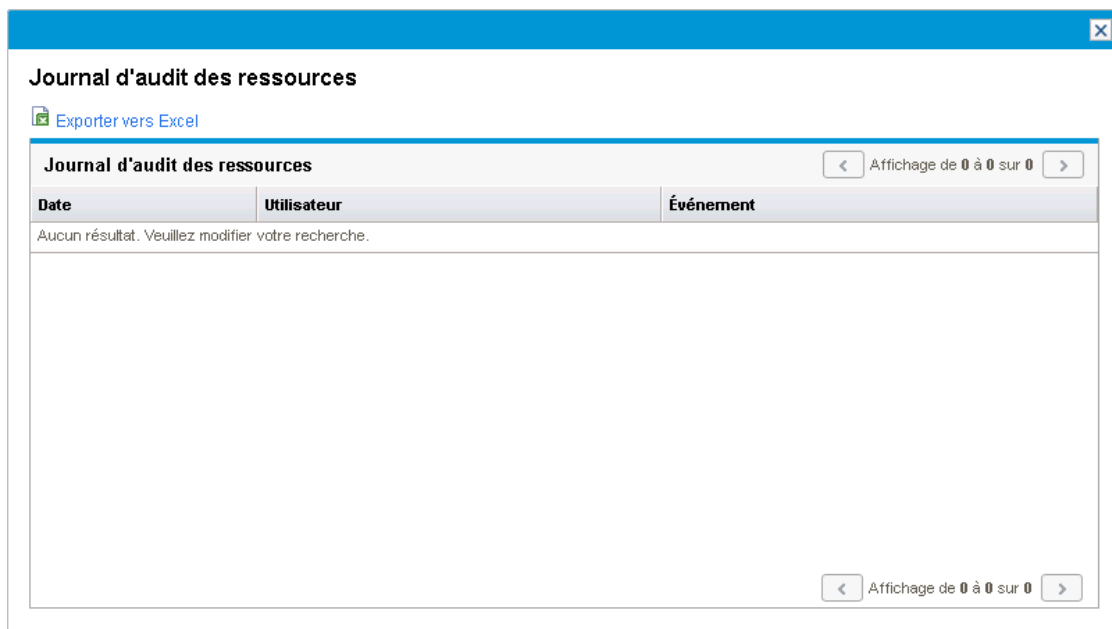 Journal d'audit des ressources
Exporter vers Excel
Journal d'audit des ressources
Affichage de 0 à 0 sur 0
Date Utilisateur Événement
Aucun résultat. Veuillez modifier votre recherche.
Affichage de 0 à 0 sur 0